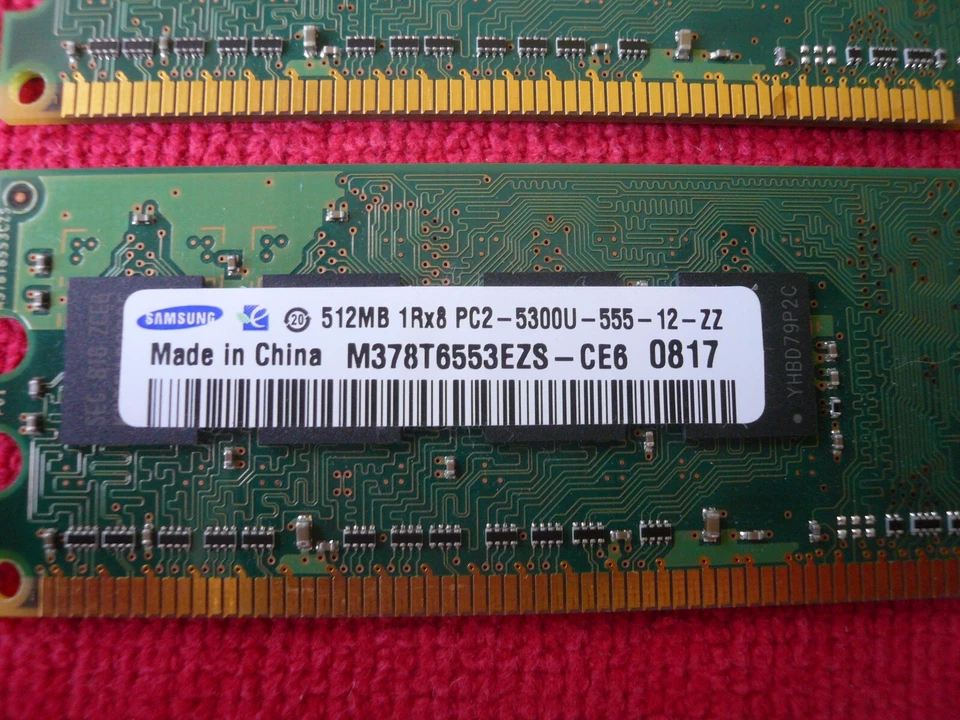 SAMSUNG e 20 512MB 1Rx8 PC2-5300U-555-12-ZZ
Made in China M378T6553EZS-CE6 0817
YHBD79P2C